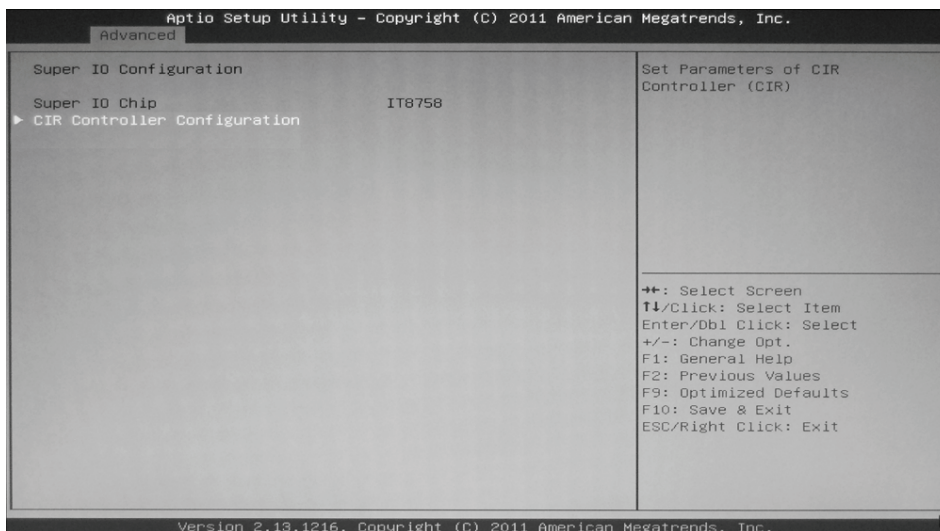 Aptio Setup Utility – Copyright (C) 2011 American Megatrends, Inc.
Advanced
Super IO Configuration
Super IO Chip IT8758
► CIR Controller Configuration
Set Parameters of CIR
Controller (CIR)
→←: Select Screen
↑↓/Click: Select Item
Enter/Dbl Click: Select
+/-: Change Opt.
F1: General Help
F2: Previous Values
F9: Optimized Defaults
F10: Save & Exit
ESC/Right Click: Exit
Version 2.13.1216. Copyright (C) 2011 American Megatrends, Inc.